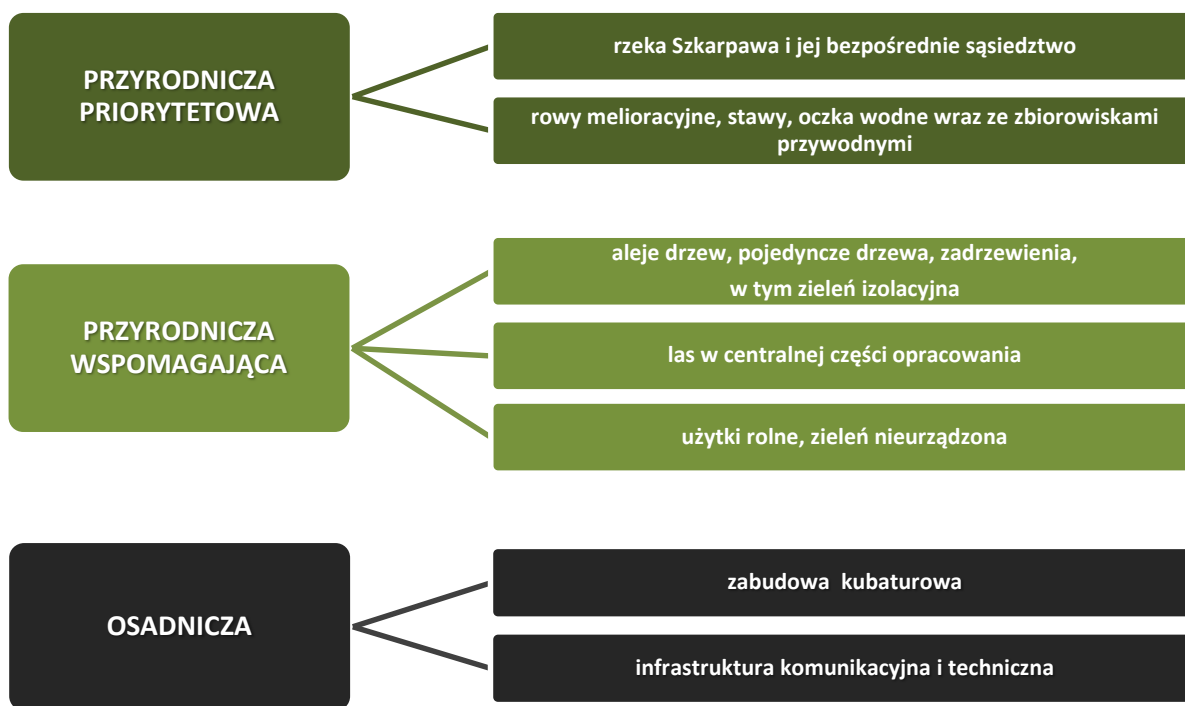 PRZYRODNICZA
PRIORYTETOWA
rzeka Szkarpawa i jej bezpośrednie sąsiedztwo
rowy melioracyjne, stawy, oczka wodne wraz ze zbiorowiskami
przywodnymi
PRZYRODNICZA
WSPOMAGAJĄCA
aleje drzew, pojedyncze drzewa, zadrzewienia,
w tym zieleń izolacyjna
las w centralnej części opracowania
użytki rolne, zieleń nieurządzona
OSADNICZA
zabudowa kubaturowa
infrastruktura komunikacyjna i techniczna